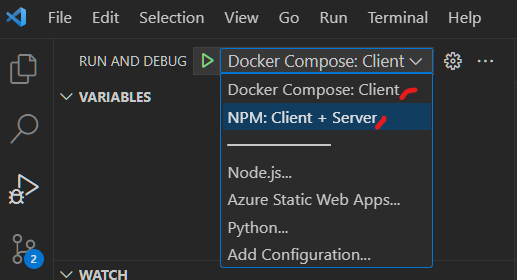 File Edit Selection View Go Run Terminal Help
RUN AND DEBUG Docker Compose: Client
VARIABLES
Docker Compose: Client
NPM: Client + Server
Node.js...
Azure Static Web Apps...
Python...
Add Configuration...
2
WATCH